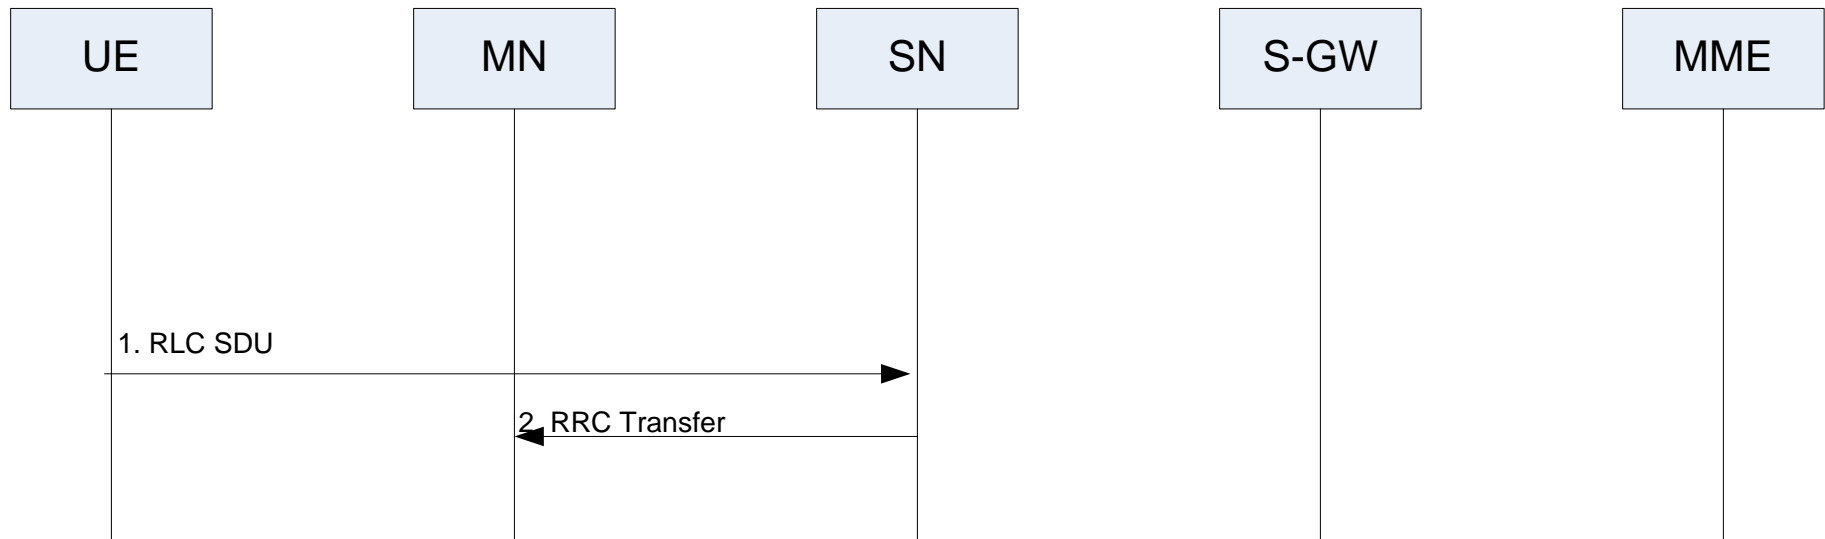 UE
MN
SN
S-GW
MME
1. RLC SDU
2. RRC Transfer